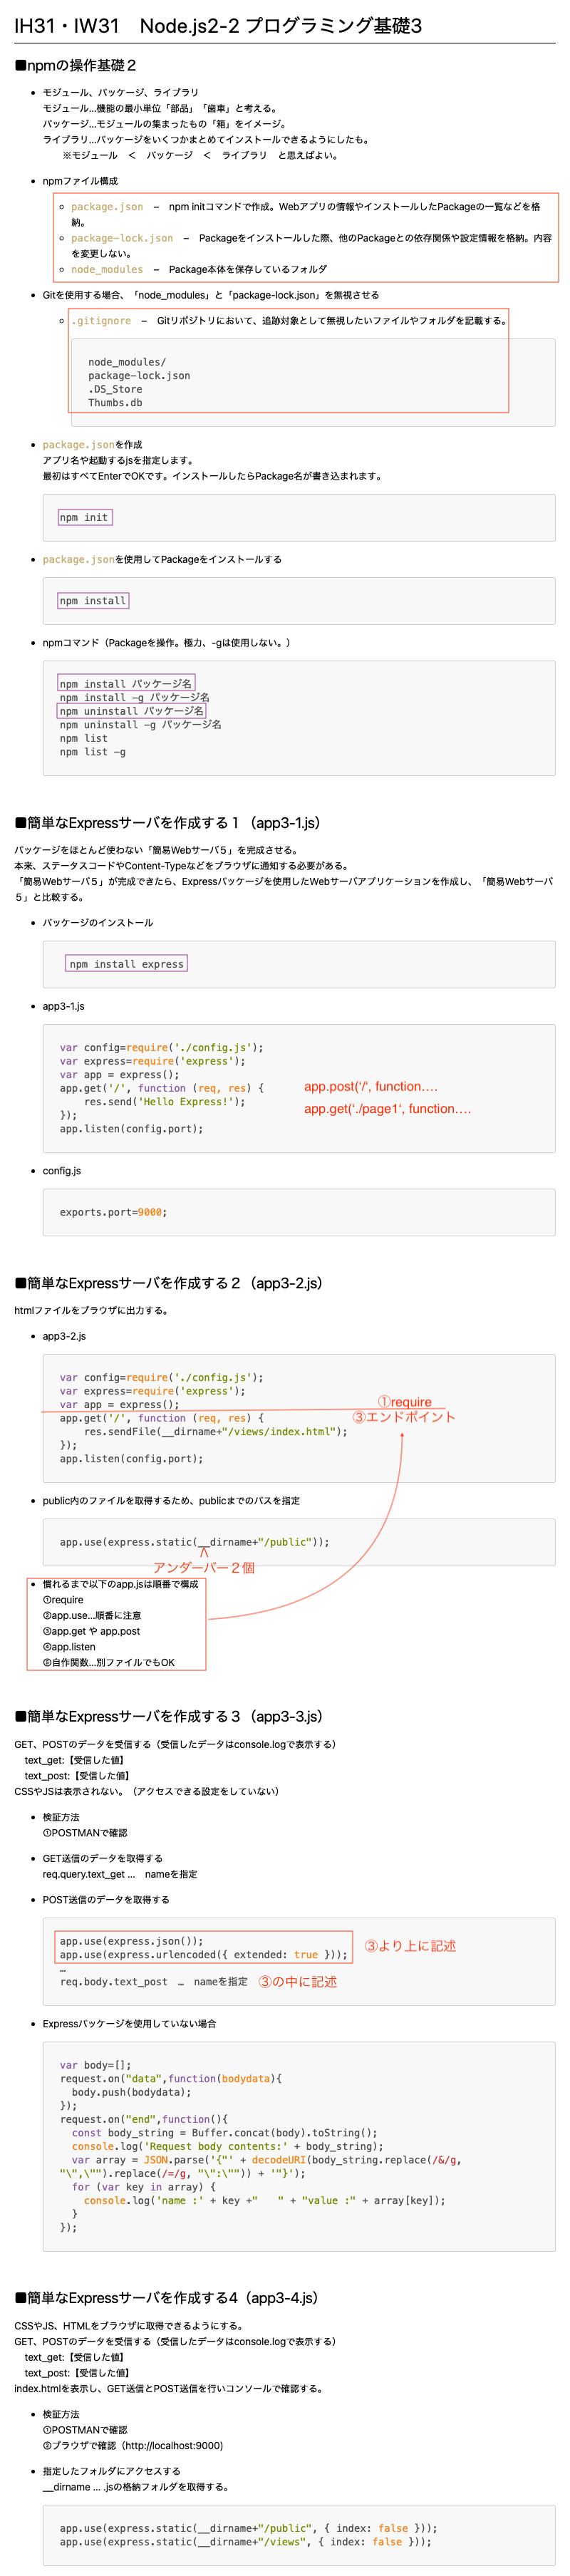 IH31・IW31　Node.js2-2 プログラミング基礎3
■npmの操作基礎２
モジュール、パッケージ、ライブラリ
モジュール…機能の最小単位「部品」「歯車」と考える。
パッケージ…モジュールの集まったもの「箱」をイメージ。
ライブラリ…パッケージをいくつかまとめてインストールできるようにしたも。
※モジュール　＜　パッケージ　＜　ライブラリ　と思えばよい。
npmファイル構成
package.json　–　npm initコマンドで作成。Webアプリの情報やインストールしたPackageの一覧などを格
納。
package-lock.json　–　Packageをインストールした際、他のPackageとの依存関係や設定情報を格納。内容
を変更しない。
node_modules　–　Package本体を保存しているフォルダ
Gitを使用する場合、「node_modules」と「package-lock.json」を無視させる
.gitignore　–　Gitリポジトリにおいて、追跡対象として無視したいファイルやフォルダを記載する。
node_modules/
package-lock.json
.DS_Store
Thumbs.db
package.jsonを作成
アプリ名や起動するjsを指定します。
最初はすべてEnterでOKです。インストールしたらPackage名が書き込まれます。
npm init
package.jsonを使用してPackageをインストールする
npm install
npmコマンド（Packageを操作。極力、-gは使用しない。）
npm install パッケージ名
npm install -g パッケージ名
npm uninstall パッケージ名
npm uninstall -g パッケージ名
npm list
npm list -g
■簡単なExpressサーバを作成する１（app3-1.js）
パッケージをほとんど使わない「簡易Webサーバ５」を完成させる。
本来、ステータスコードやContent-Typeなどをブラウザに通知する必要がある。
「簡易Webサーバ５」が完成できたら、Expressパッケージを使用したWebサーバアプリケーションを作成し、「簡易Webサーバ
５」と比較する。
パッケージのインストール
npm install express
app3-1.js
var config=require('./config.js');
var express=require('express');
var app = express();
app.get('/', function (req, res) {
res.send('Hello Express!');
});
app.listen(config.port);
app.post('/', function….
app.get('./page1', function….
config.js
exports.port=9000;
■簡単なExpressサーバを作成する２（app3-2.js）
htmlファイルをブラウザに出力する。
app3-2.js
var config=require('./config.js');
var express=require('express');
var app = express();
①require
app.get('/', function (req, res) {
③エンドポイント
res.sendFile(__dirname+"/views/index.html");
});
app.listen(config.port);
public内のファイルを取得するため、publicまでのパスを指定
app.use(express.static(__dirname+"/public"));
アンダーバー２個
慣れるまで以下のapp.jsは順番で構成
①require
②app.use…順番に注意
③app.get や app.post
④app.listen
⑤自作関数…別ファイルでもOK
■簡単なExpressサーバを作成する３（app3-3.js）
GET、POSTのデータを受信する（受信したデータはconsole.logで表示する）
text_get:【受信した値】
text_post:【受信した値】
CSSやJSは表示されない。（アクセスできる設定をしていない）
検証方法
①POSTMANで確認
GET送信のデータを取得する
req.query.text_get …　nameを指定
POST送信のデータを取得する
app.use(express.json());
app.use(express.urlencoded({ extended: true }));
③より上に記述
…
req.body.text_post　…　nameを指定
③の中に記述
Expressパッケージを使用していない場合
var body=[];
request.on("data",function(bodydata){
body.push(bodydata);
});
request.on("end",function(){
const body_string = Buffer.concat(body).toString();
console.log('Request body contents:' + body_string);
var array = JSON.parse('{"' + decodeURI(body_string.replace(/&/g,
"\",\"").replace(/=/g, "\":\"")) + '"}');
for (var key in array) {
console.log('name :' + key +"   " + "value :" + array[key]);
}
});
■簡単なExpressサーバを作成する4（app3-4.js）
CSSやJS、HTMLをブラウザに取得できるようにする。
GET、POSTのデータを受信する（受信したデータはconsole.logで表示する）
text_get:【受信した値】
text_post:【受信した値】
index.htmlを表示し、GET送信とPOST送信を行いコンソールで確認する。
検証方法
①POSTMANで確認
②ブラウザで確認（http://localhost:9000)
指定したフォルダにアクセスする
__dirname … .jsの格納フォルダを取得する。
app.use(express.static(__dirname+"/public", { index: false }));
app.use(express.static(__dirname+"/views", { index: false }));